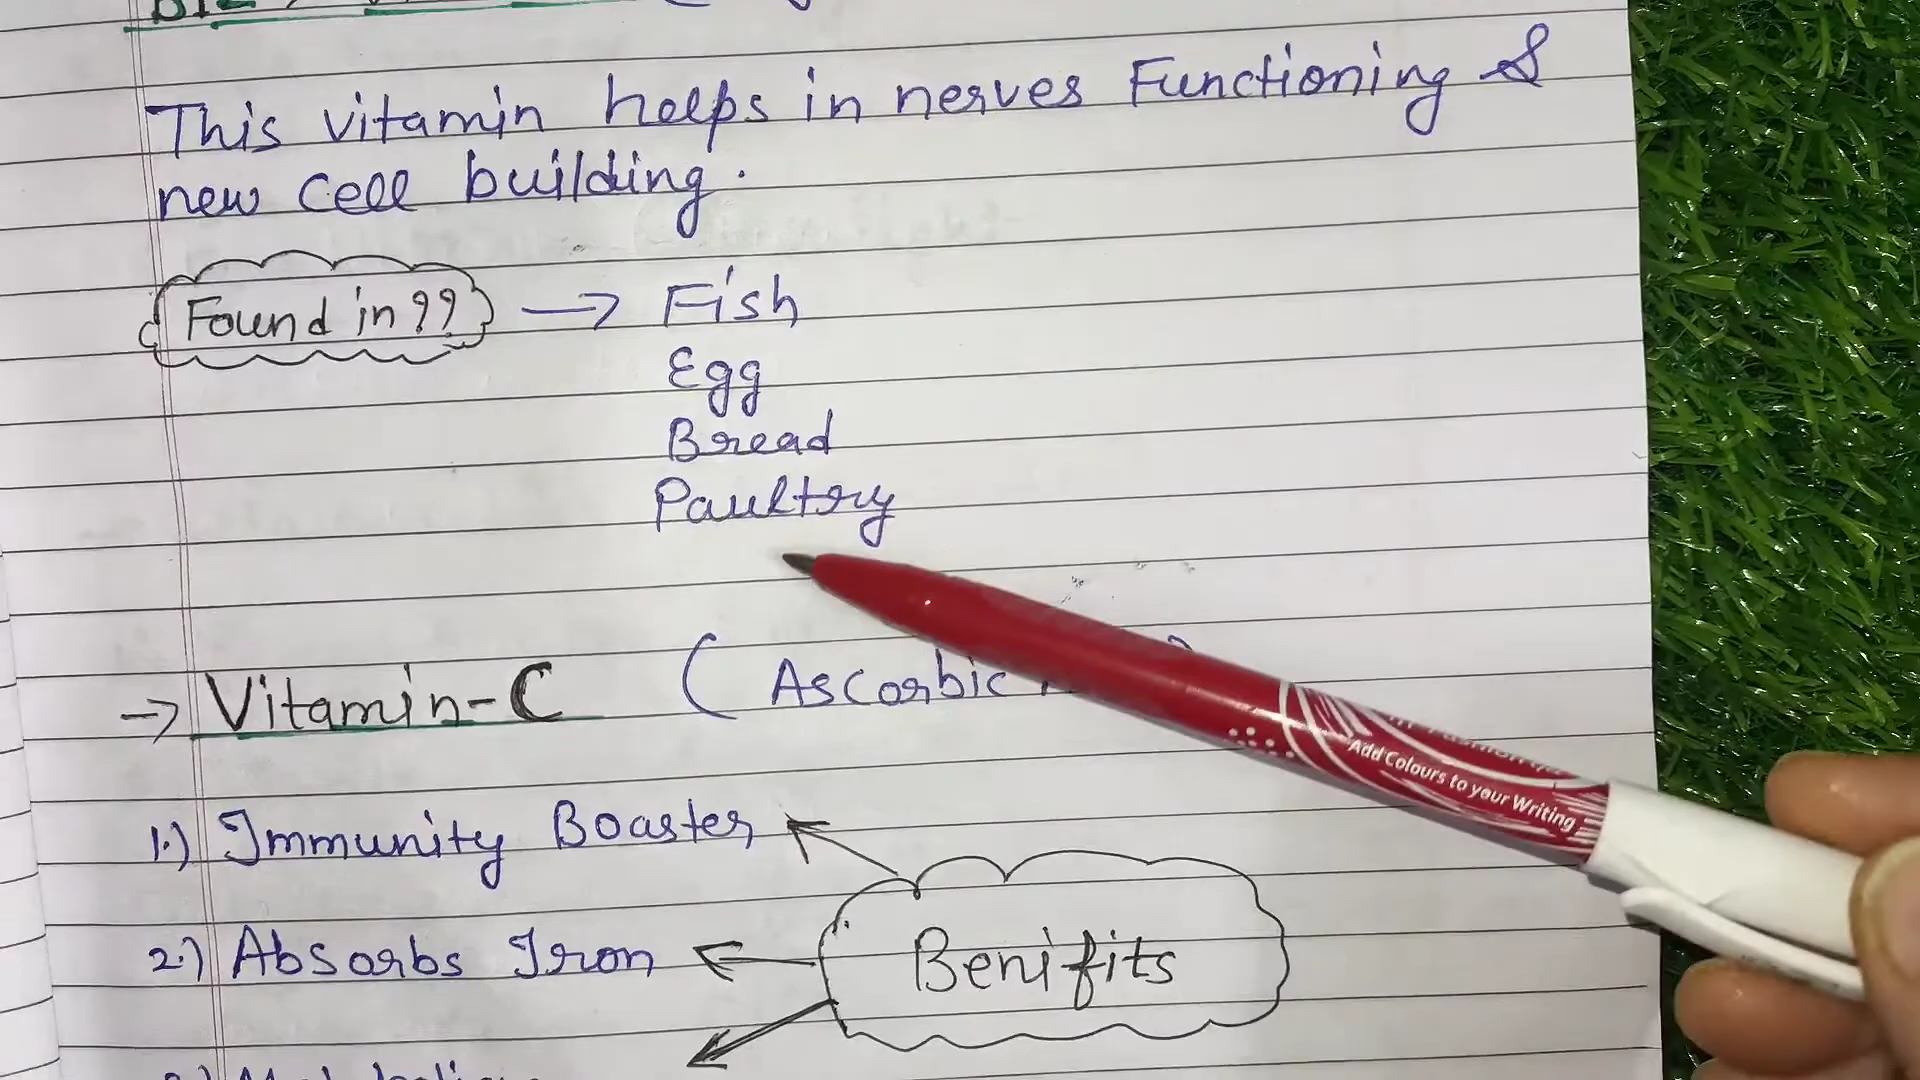 B12
This vitamin helps in nerves Functioning &
new cell building.
Found in ?? → Fish
Egg
Bread
Paultry
→ Vitamin-C ( Ascorbic
1.) Immunity Boaster
2.) Absorbs Iron
Benifits
Add Colours to your Writing